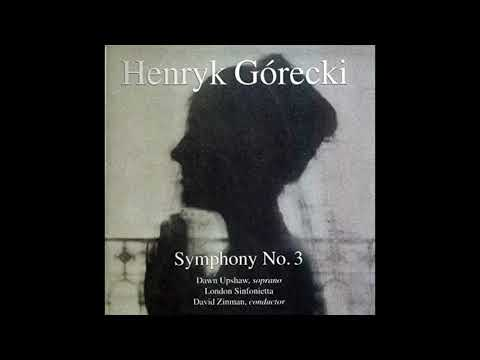 Henryk Górecki
Symphony No. 3
Dawn Upshaw, soprano
London Sinfonietta
David Zinman, conductor